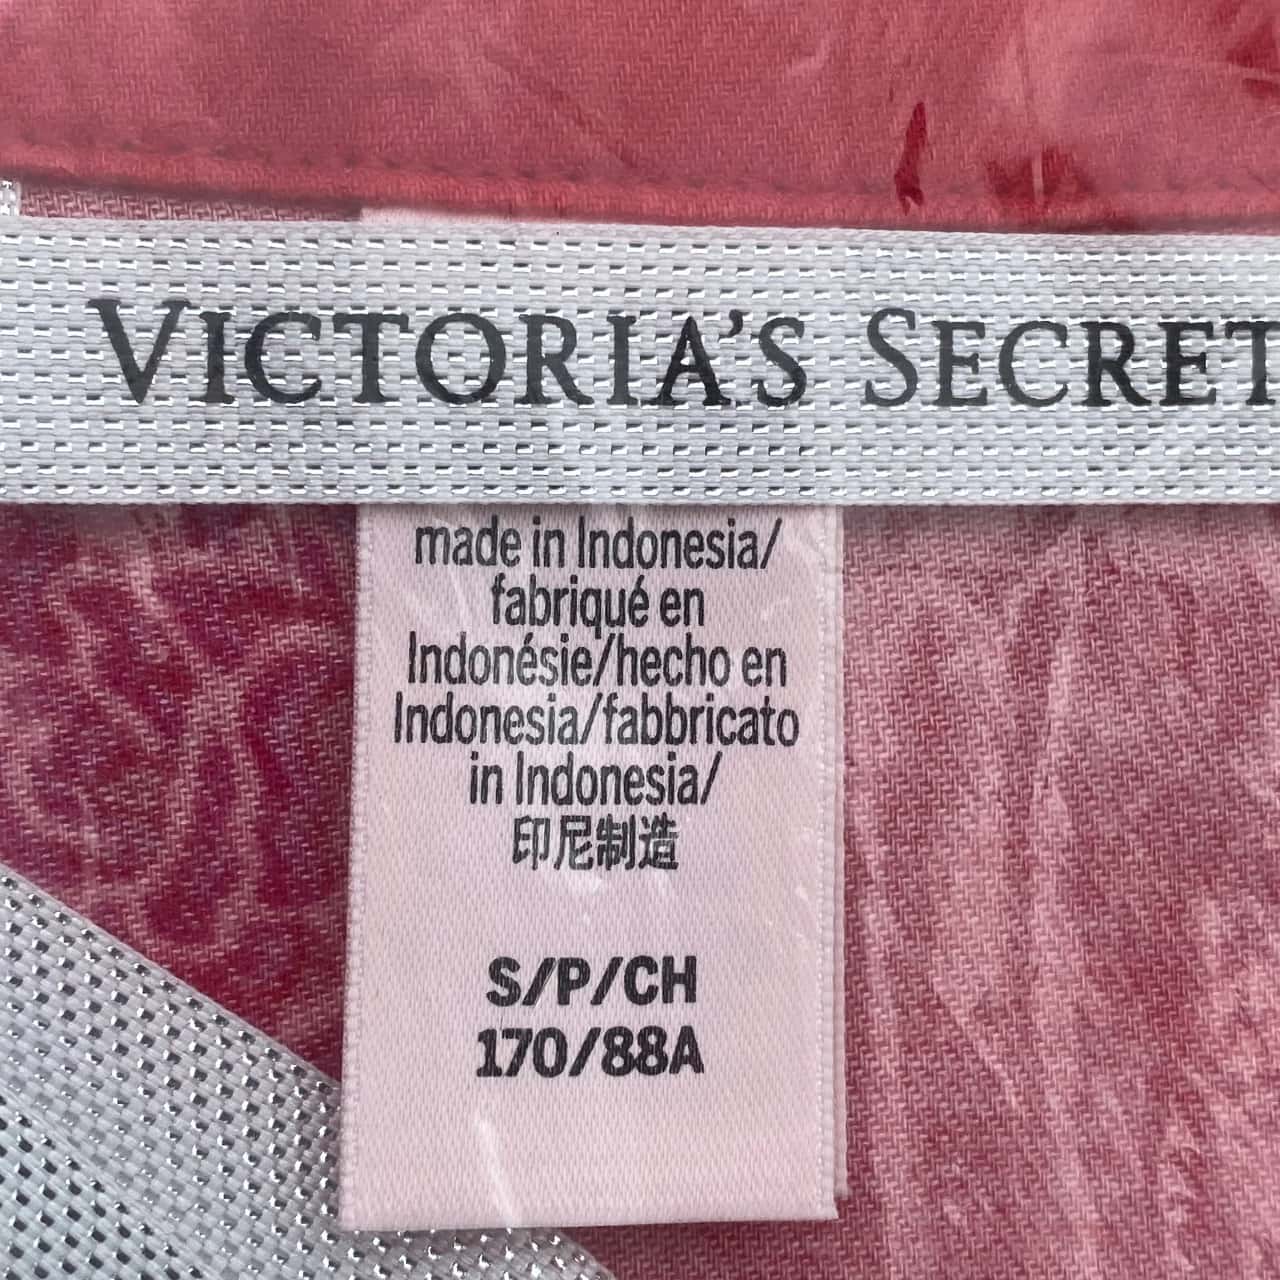 VICTORIA'S SECRET
made in Indonesia/
fabriqué en
Indonésie/hecho en
Indonesia/fabbricato
in Indonesia/
印尼制造
S/P/CH
170/88A